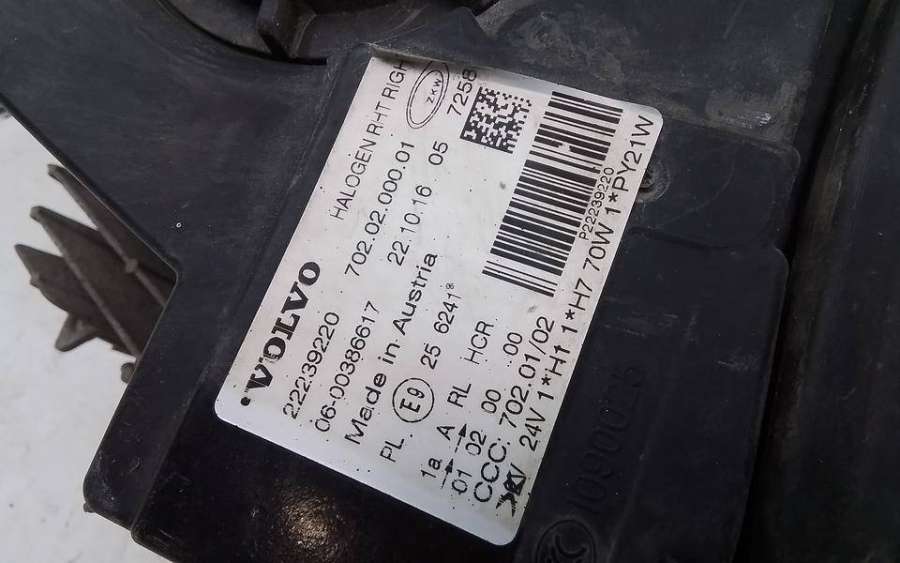 VOLVO
HALOGEN RHT RIGH
ZKW
22239220 702.02.000.01 7258
06-00386617 22.10.16 05
Made in Austria
PL. E9 25 6241
1a A RL HCR
01 02 00 00
CCC: 702.01/02
24V 1*H1 1*H7 70W 1*PY21W
P22239220